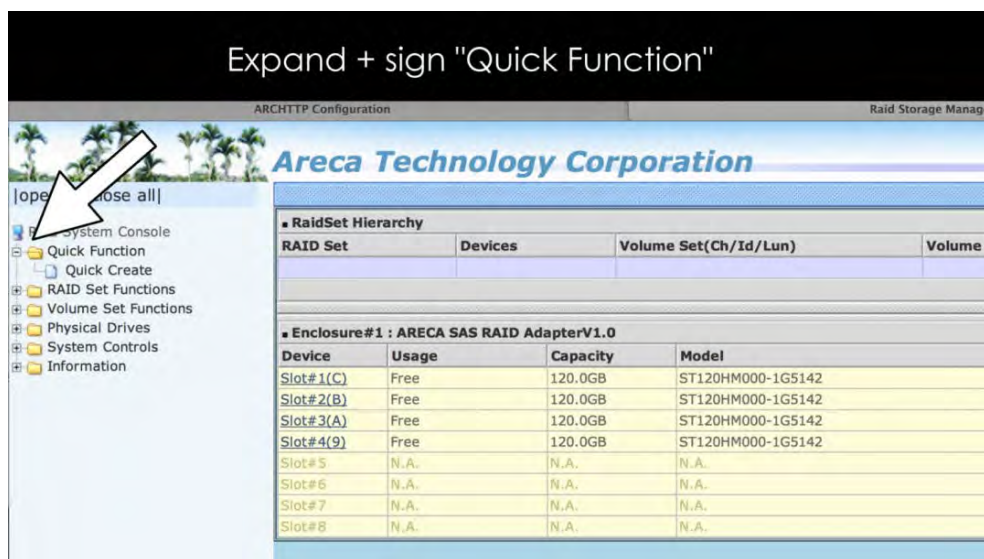 Expand + sign "Quick Function"
ARCHTTP Configuration Raid Storage Manag
Areca Technology Corporation
|ope ose all|
System Console
Quick Function
Quick Create
RAID Set Functions
Volume Set Functions
Physical Drives
System Controls
Information
RaidSet Hierarchy
RAID Set Devices Volume Set(Ch/Id/Lun) Volume
Enclosure#1 : ARECA SAS RAID AdapterV1.0
Device Usage Capacity Model
Slot#1(C) Free 120.0GB ST120HM000-1G5142
Slot#2(B) Free 120.0GB ST120HM000-1G5142
Slot#3(A) Free 120.0GB ST120HM000-1G5142
Slot#4(9) Free 120.0GB ST120HM000-1G5142
Slot#5 N.A. N.A. N.A.
Slot#6 N.A. N.A. N.A.
Slot#7 N.A. N.A. N.A.
Slot#8 N.A. N.A. N.A.